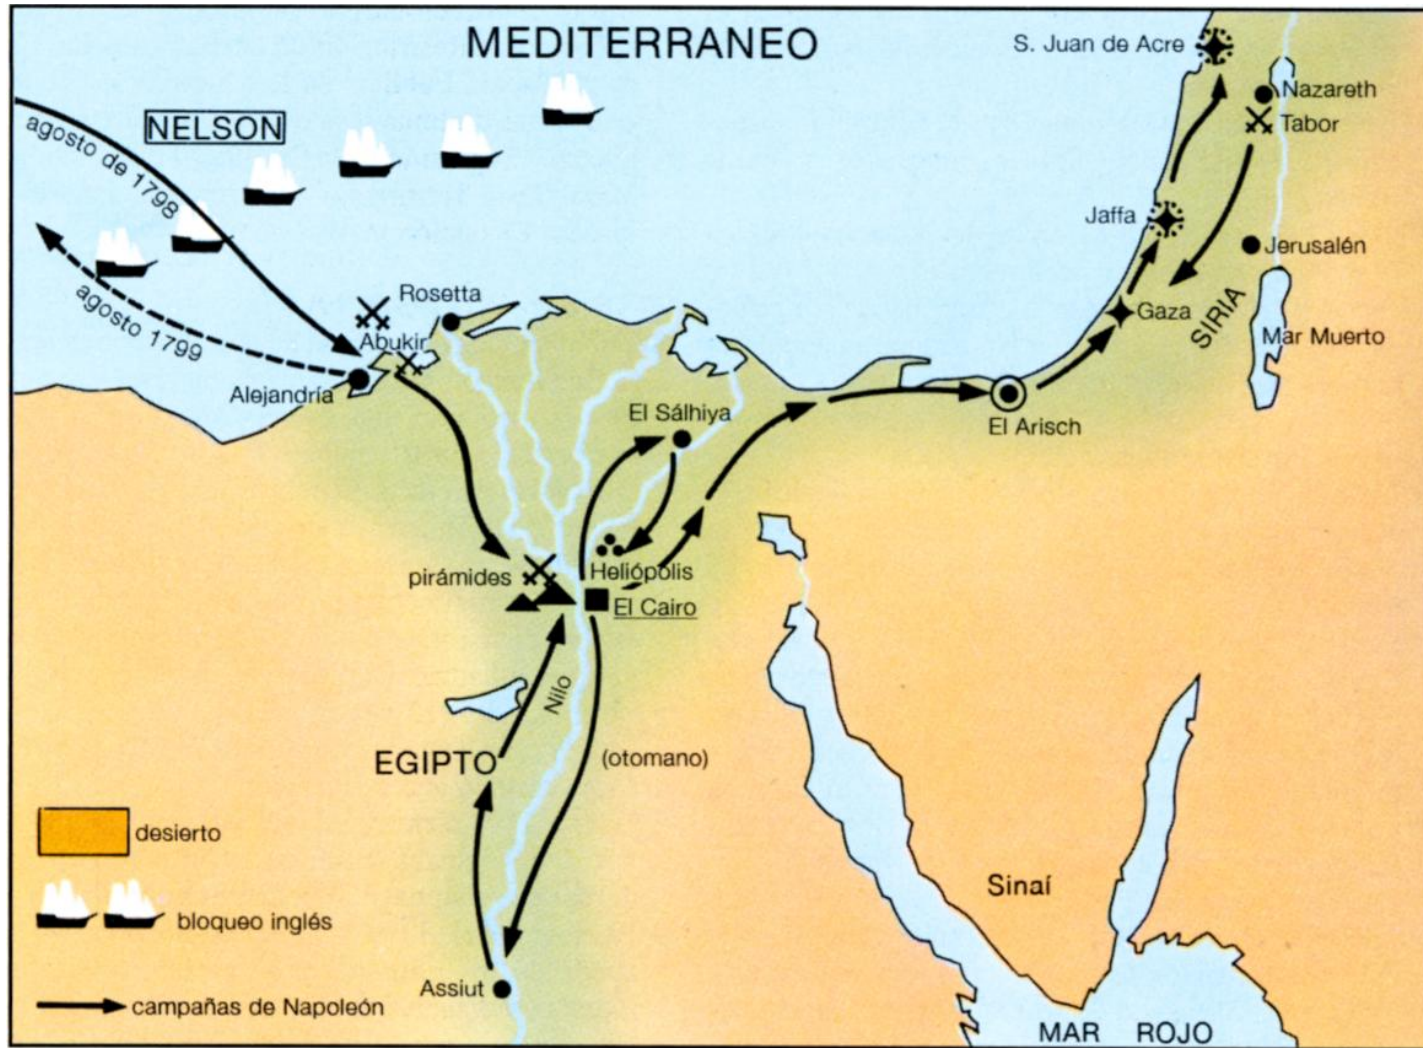 MEDITERRANEO
S. Juan de Acre
Nazareth
Tabor
NELSON
agosto de 1798
Jaffa
Jerusalén
agosto 1799
Rosetta
Abukir
Gaza
SIRIA
Mar Muerto
Alejandría
El Sálhiya
El Arisch
pirámides
Heliópolis
El Cairo
Nilo
EGIPTO
(otomano)
desierto
Sinaí
bloqueo inglés
Assiut
campañas de Napoleón
MAR ROJO